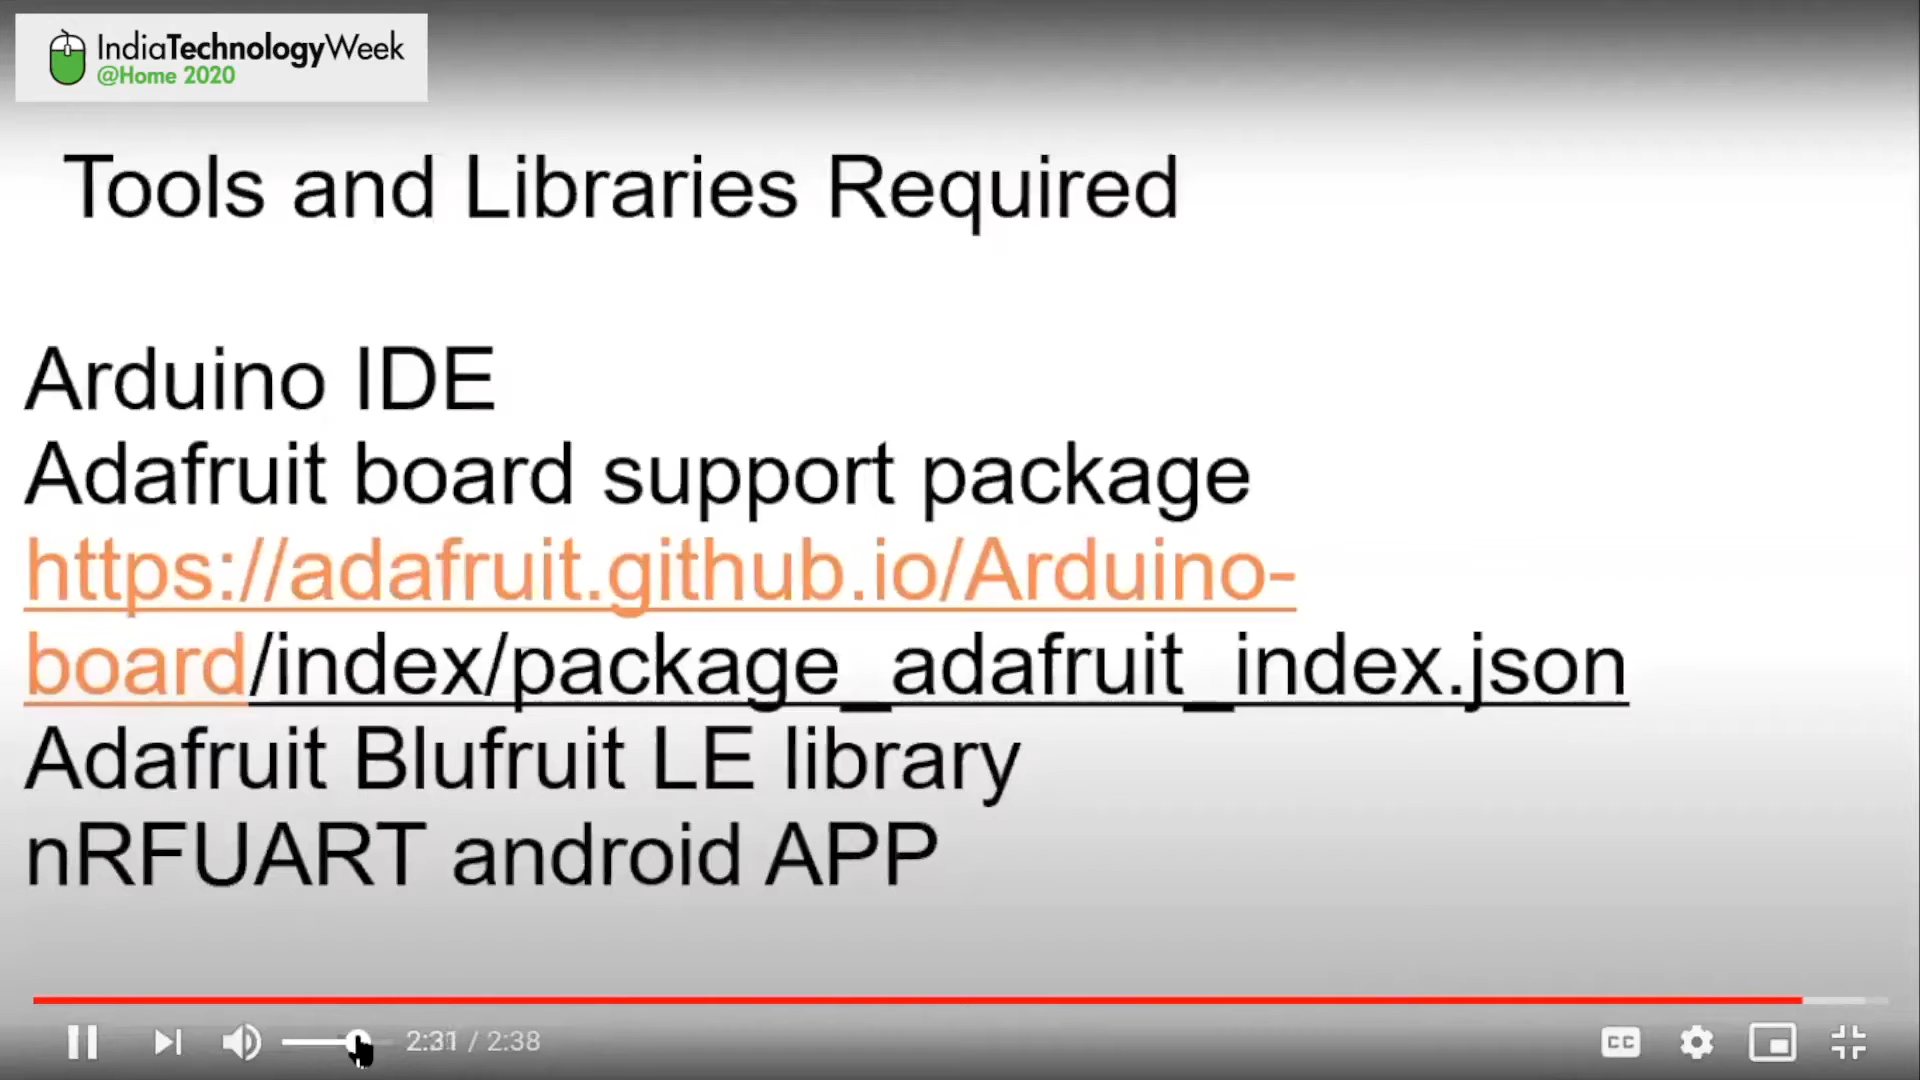 IndiaTechnologyWeek
@Home 2020
Tools and Libraries Required
Arduino IDE
Adafruit board support package
https://adafruit.github.io/Arduino-
board/index/package_adafruit_index.json
Adafruit Blufruit LE library
nRFUART android APP
2:31 / 2:38
CC